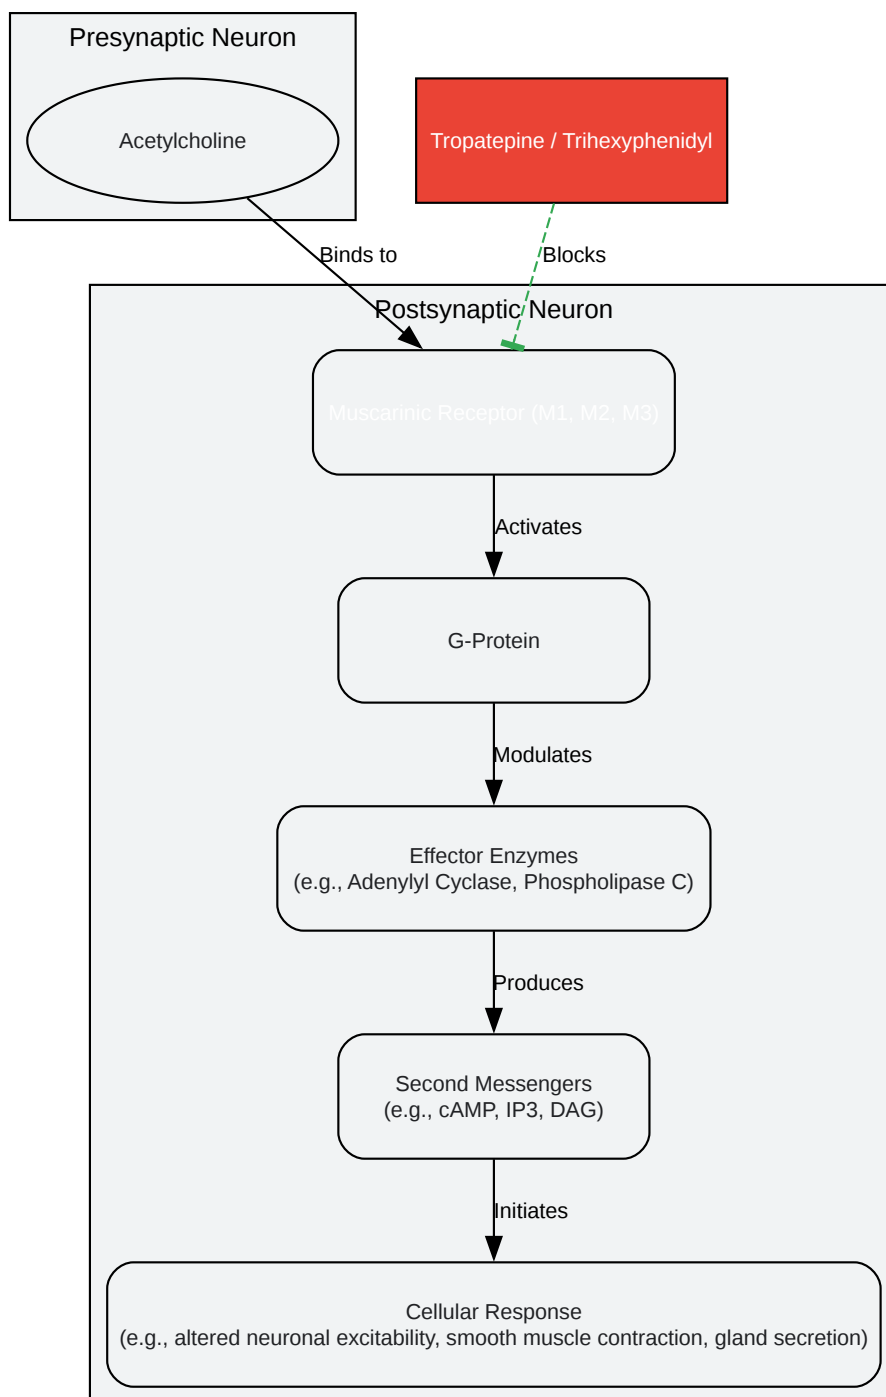 Presynaptic Neuron
Acetylcholine
Tropatepine / Trihexyphenidyl
Binds to
Blocks
Postsynaptic Neuron
Muscarinic Receptor (M1, M2, M3)
Activates
G-Protein
Modulates
Effector Enzymes
(e.g., Adenylyl Cyclase, Phospholipase C)
Produces
Second Messengers
(e.g., cAMP, IP3, DAG)
Initiates
Cellular Response
(e.g., altered neuronal excitability, smooth muscle contraction, gland secretion)